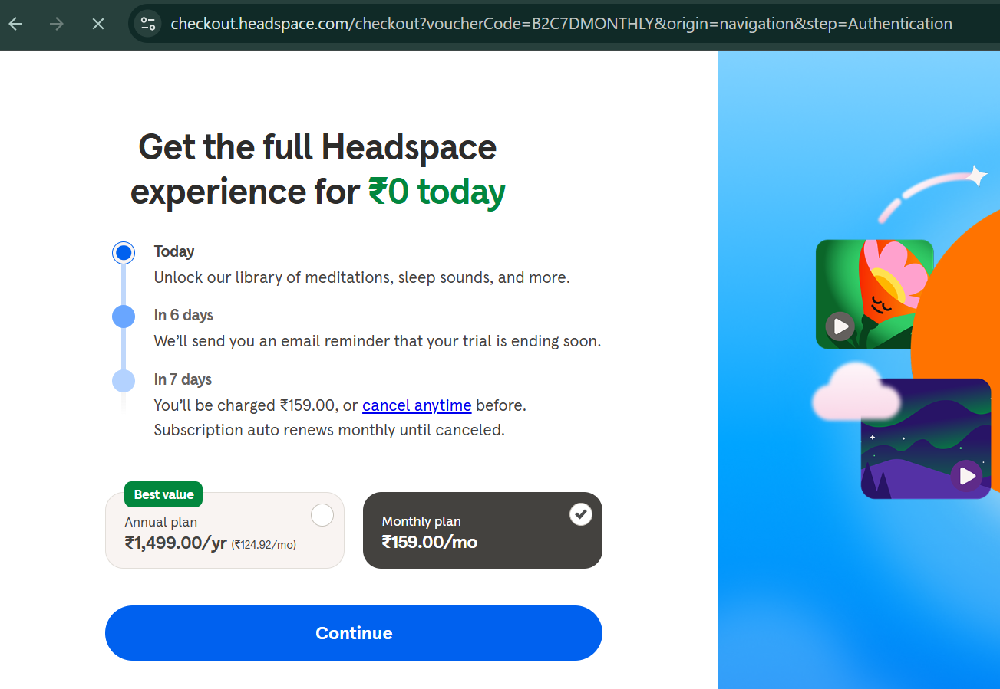 checkout.headspace.com/checkout?voucherCode=B2C7DMONTHLY&origin=navigation&step=Authentication
Get the full Headspace
experience for ₹0 today
Today
Unlock our library of meditations, sleep sounds, and more.
In 6 days
We’ll send you an email reminder that your trial is ending soon.
In 7 days
You’ll be charged ₹159.00, or cancel anytime before.
Subscription auto renews monthly until canceled.
Best value
Annual plan
₹1,499.00/yr (₹124.92/mo)
Monthly plan
₹159.00/mo
Continue